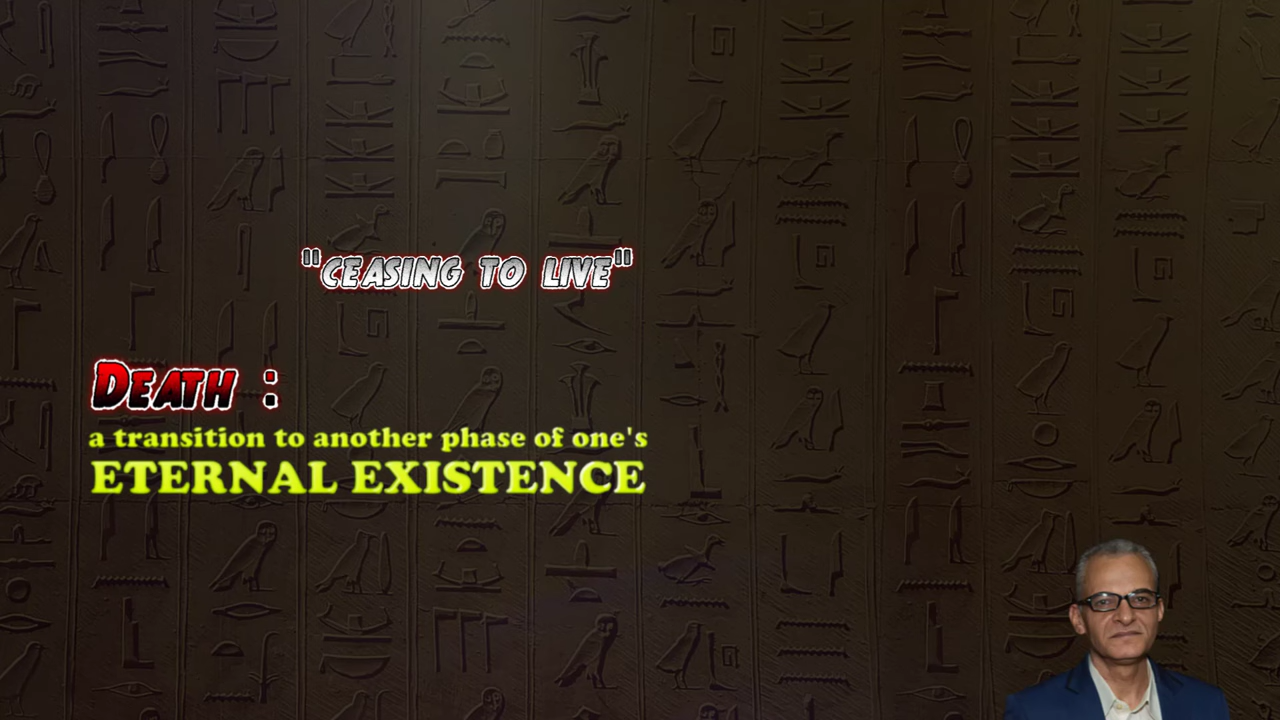 "CEASING TO LIVE"
DEATH :
a transition to another phase of one's
ETERNAL EXISTENCE